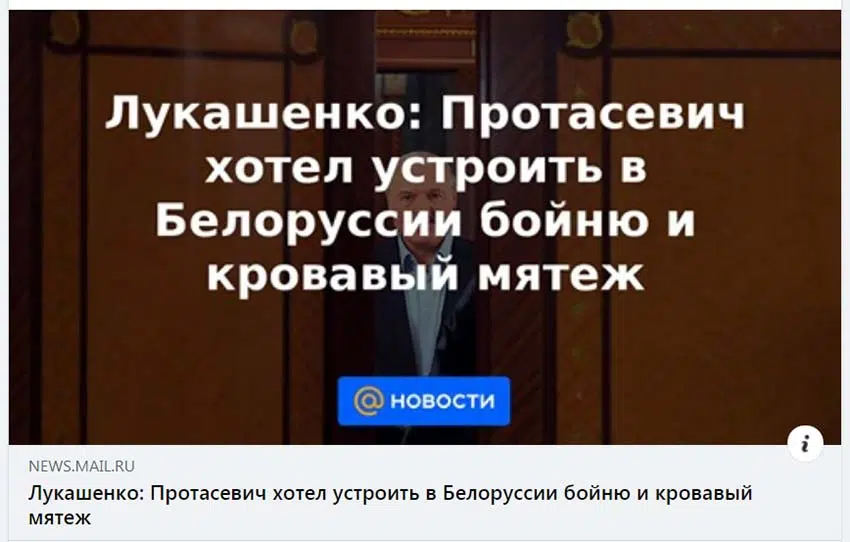 Лукашенко: Протасевич
хотел устроить в
Белоруссии бойню и
кровавый мятеж
@ НОВОСТИ
i
NEWS.MAIL.RU
Лукашенко: Протасевич хотел устроить в Белоруссии бойню и кровавый
мятеж